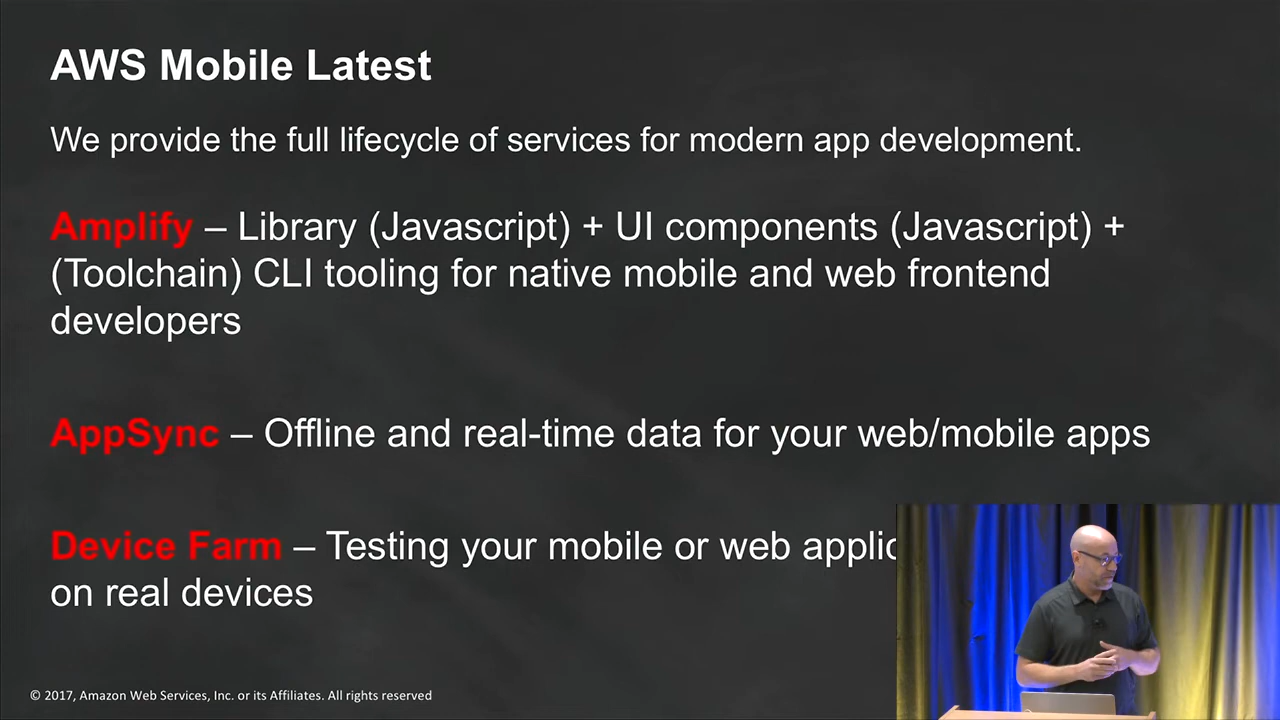 AWS Mobile Latest
We provide the full lifecycle of services for modern app development.
Amplify – Library (Javascript) + UI components (Javascript) +
(Toolchain) CLI tooling for native mobile and web frontend
developers
AppSync – Offline and real-time data for your web/mobile apps
Device Farm – Testing your mobile or web
on real devices
© 2017, Amazon Web Services, Inc. or its Affiliates. All rights reserved